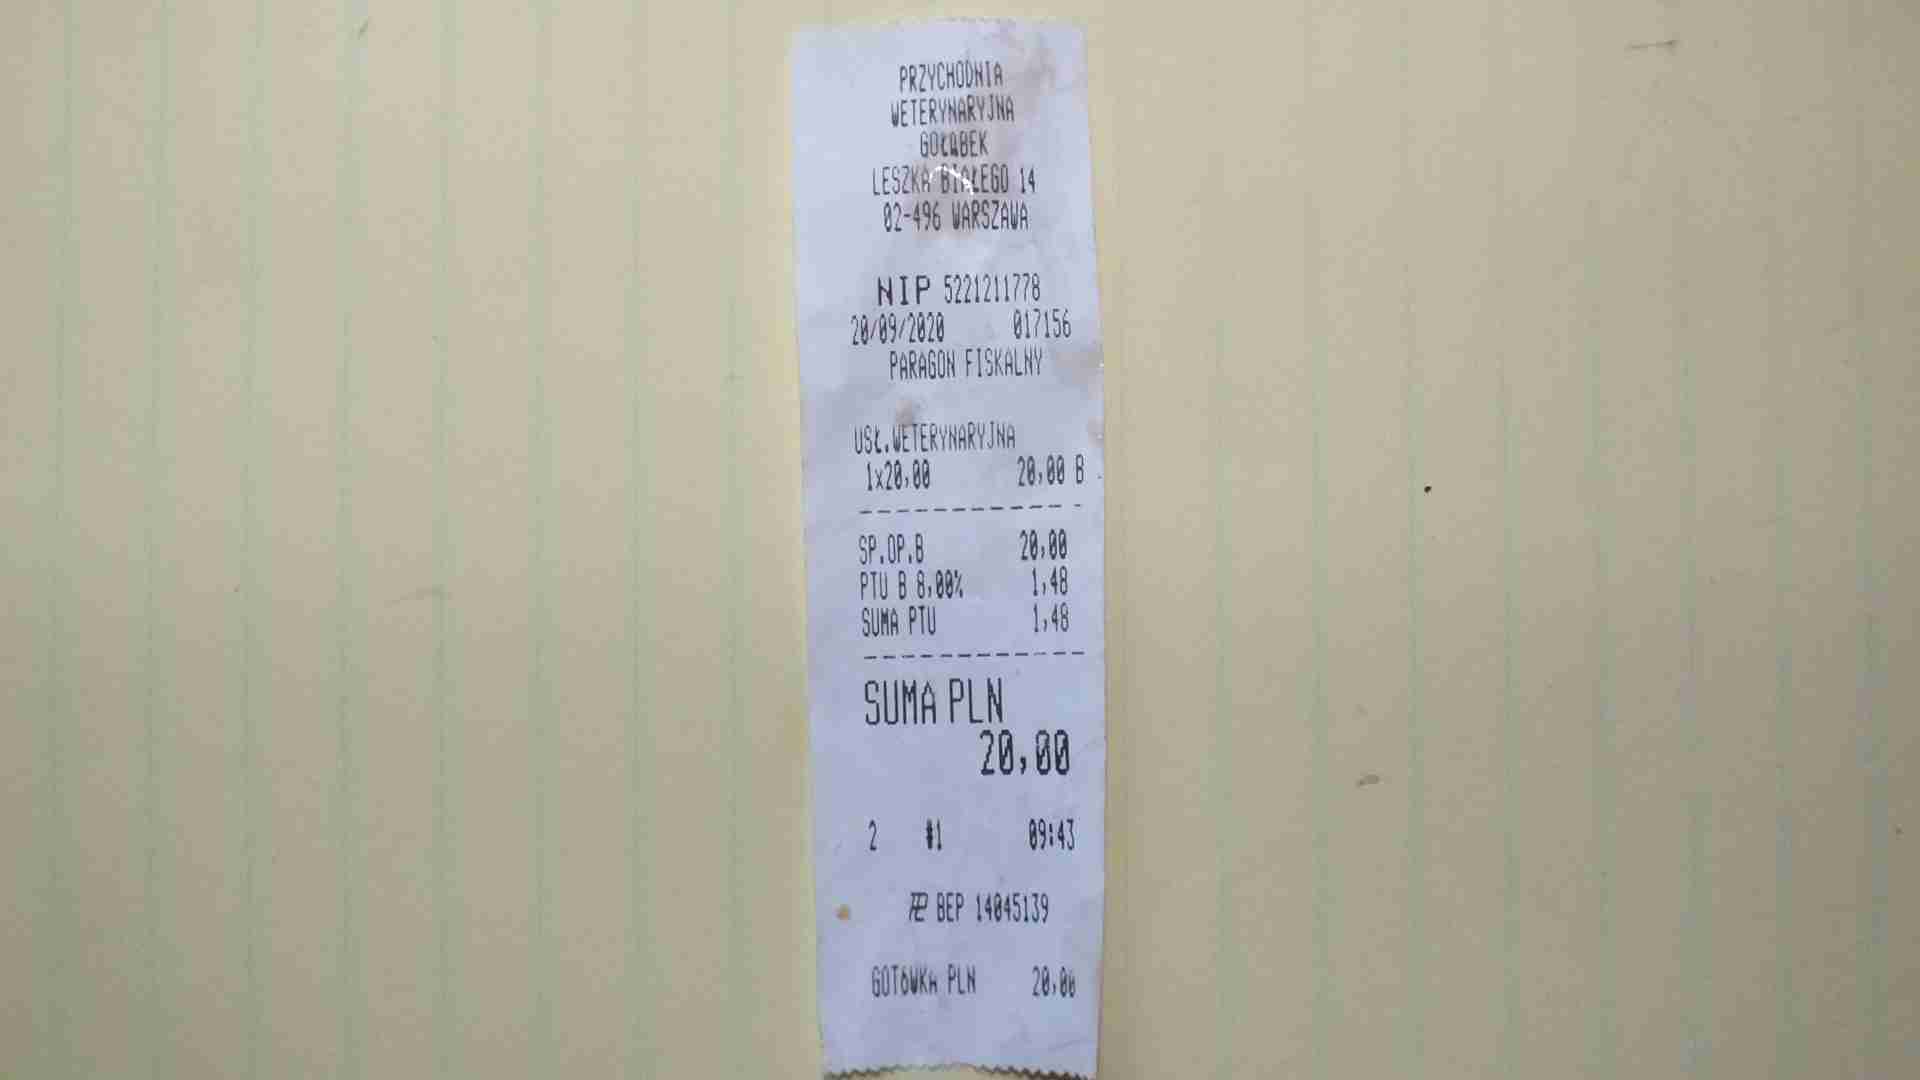 PRZYCHODNIA
WETERYNARYJNA
GOŁĄBEK
LESZKA BIAŁEGO 14
02-496 WARSZAWA
NIP 5221211778
20/09/2020 017156
PARAGON FISKALNY
USŁ.WETERYNARYJNA
1x20,00 20,00 B
SP.OP.B 20,00
PTU B 8,00% 1,48
SUMA PTU 1,48
SUMA PLN
20,00
2 #1 09:43
BEP 14045139
GOTÓWKA PLN 20,00